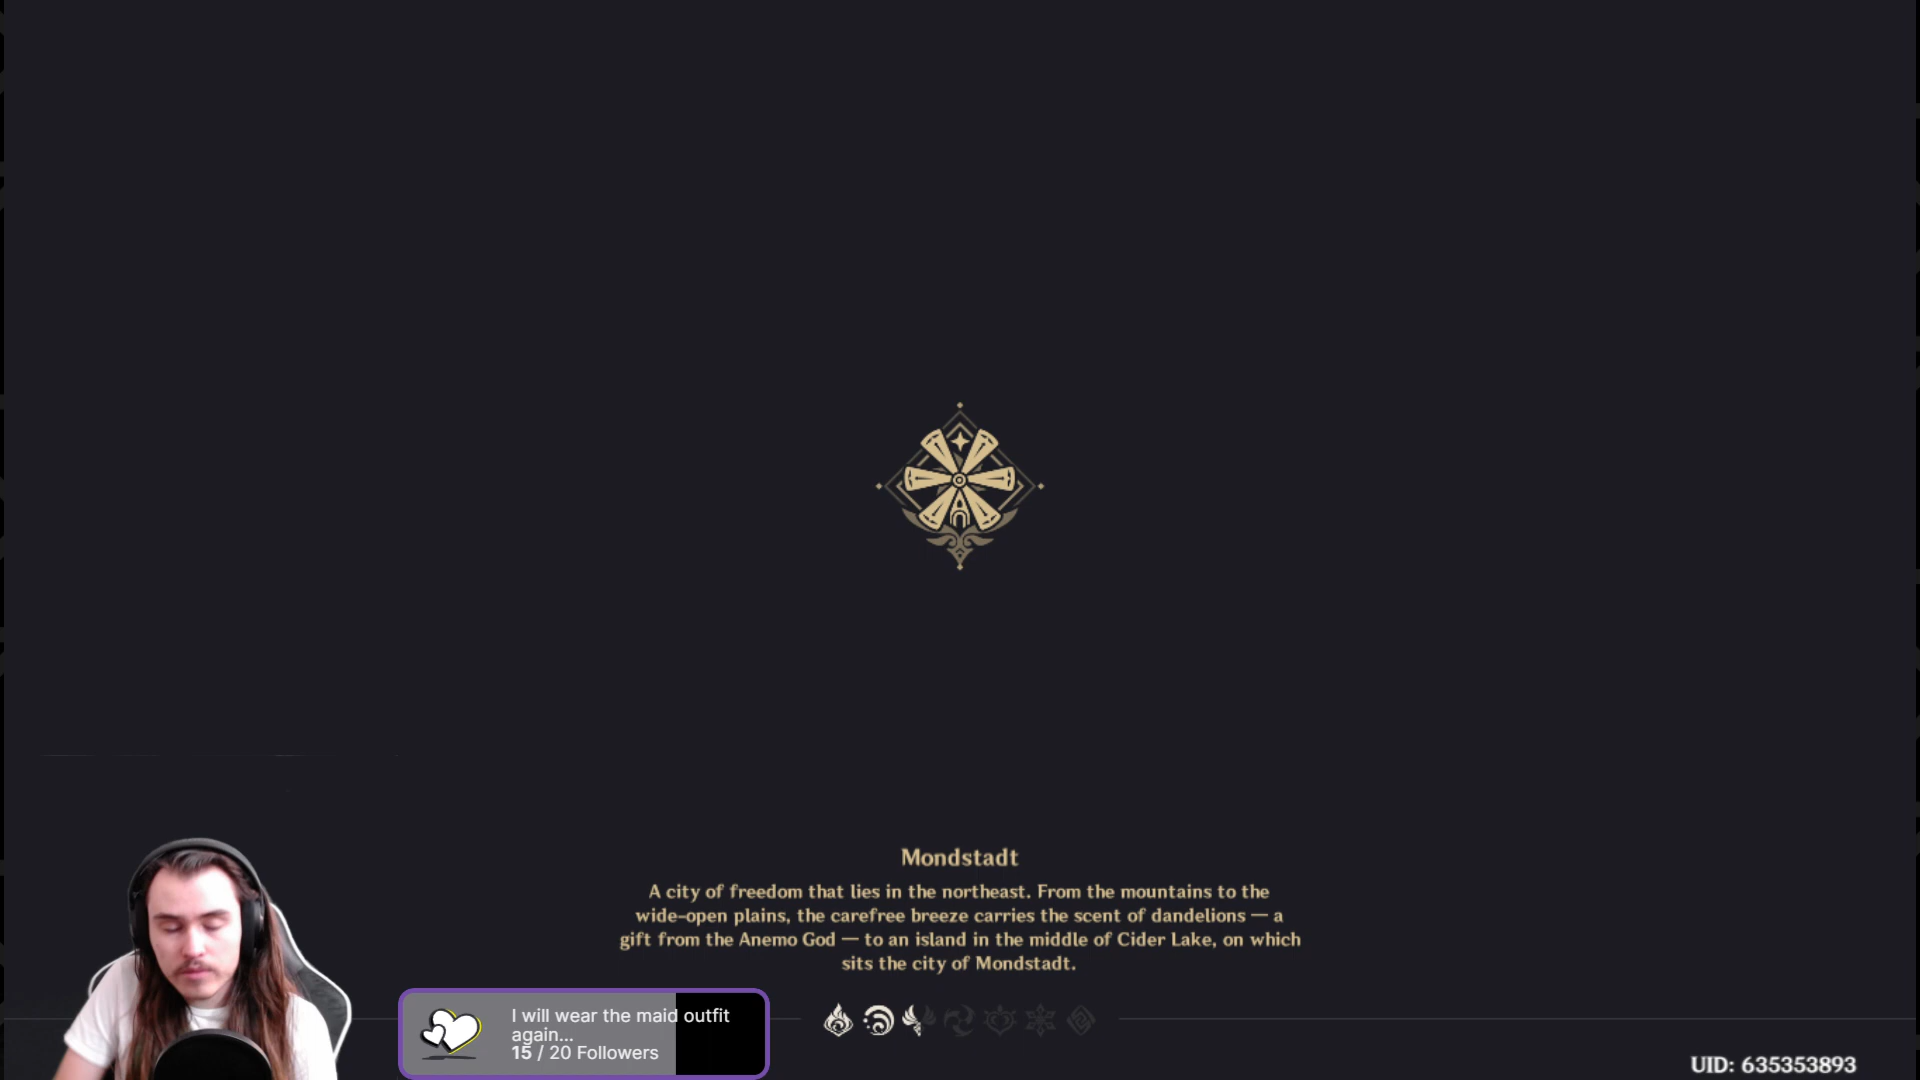 Mondstadt
A city of freedom that lies in the northeast. From the mountains to the
wide-open plains, the carefree breeze carries the scent of dandelions — a
gift from the Anemo God — to an island in the middle of Cider Lake, on which
sits the city of Mondstadt.
I will wear the maid outfit
again...
15 / 20 Followers
UID: 635353893